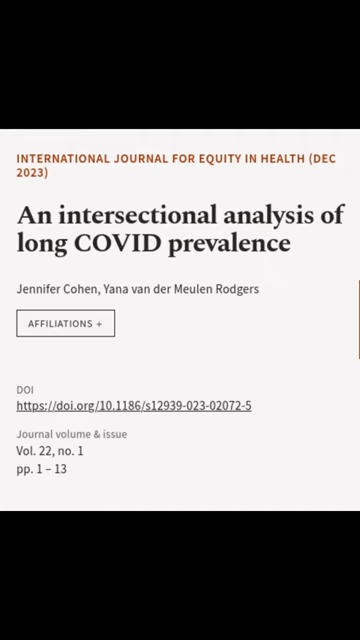 INTERNATIONAL JOURNAL FOR EQUITY IN HEALTH (DEC
2023)
An intersectional analysis of
long COVID prevalence
Jennifer Cohen, Yana van der Meulen Rodgers
AFFILIATIONS +
DOI
https://doi.org/10.1186/s12939-023-02072-5
Journal volume & issue
Vol. 22, no. 1
pp. 1 – 13